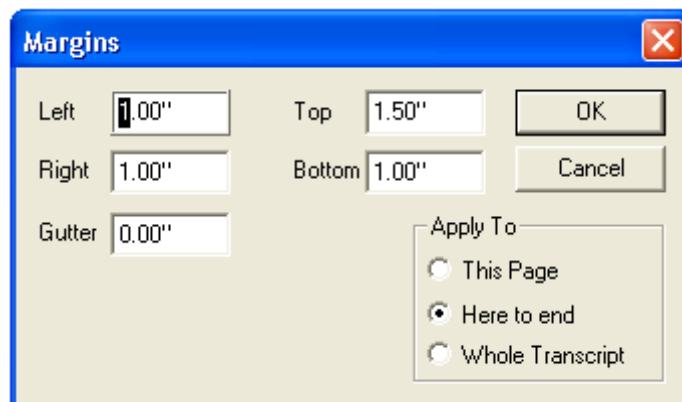 Margins
Left 1.00" Top 1.50" OK
Right 1.00" Bottom 1.00" Cancel
Gutter 0.00" Apply To
This Page
Here to end
Whole Transcript